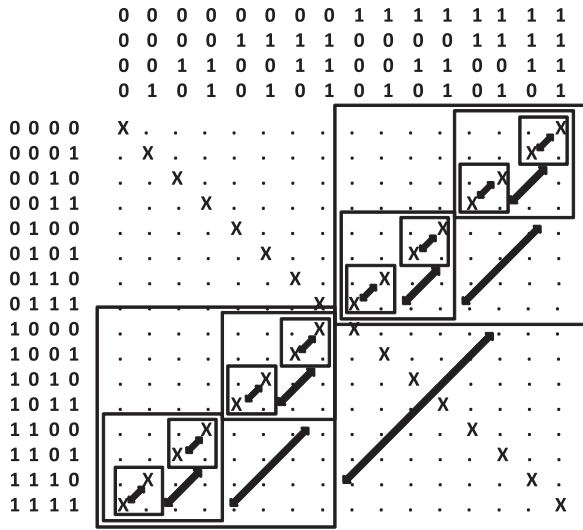 0 0 0 0 0 0 0 0 1 1 1 1 1 1 1 1
0 0 0 0 1 1 1 1 0 0 0 0 1 1 1 1
0 0 1 1 0 0 1 1 0 0 1 1 0 0 1 1
0 1 0 1 0 1 0 1 0 1 0 1 0 1 0 1
0 0 0 0 X . . . . . . . . . . . . . . X
0 0 0 1 . X . . . . . . . . . . . . X .
0 0 1 0 . . X . . . . . . . . . . X . .
0 0 1 1 . . . X . . . . . . . . X . . .
0 1 0 0 . . . . X . . . . . . X . . . .
0 1 0 1 . . . . . X . . . . X . . . . .
0 1 1 0 . . . . . . X . . X . . . . . .
0 1 1 1 . . . . . . . X X . . . . . . .
1 0 0 0 . . . . . . . X X . . . . . . .
1 0 0 1 . . . . . . X . . X . . . . . .
1 0 1 0 . . . . . X . . . . X . . . . .
1 0 1 1 . . . . X . . . . . . X . . . .
1 1 0 0 . . . X . . . . . . . . X . . .
1 1 0 1 . . X . . . . . . . . . . X . .
1 1 1 0 . X . . . . . . . . . . . . X .
1 1 1 1 X . . . . . . . . . . . . . . X